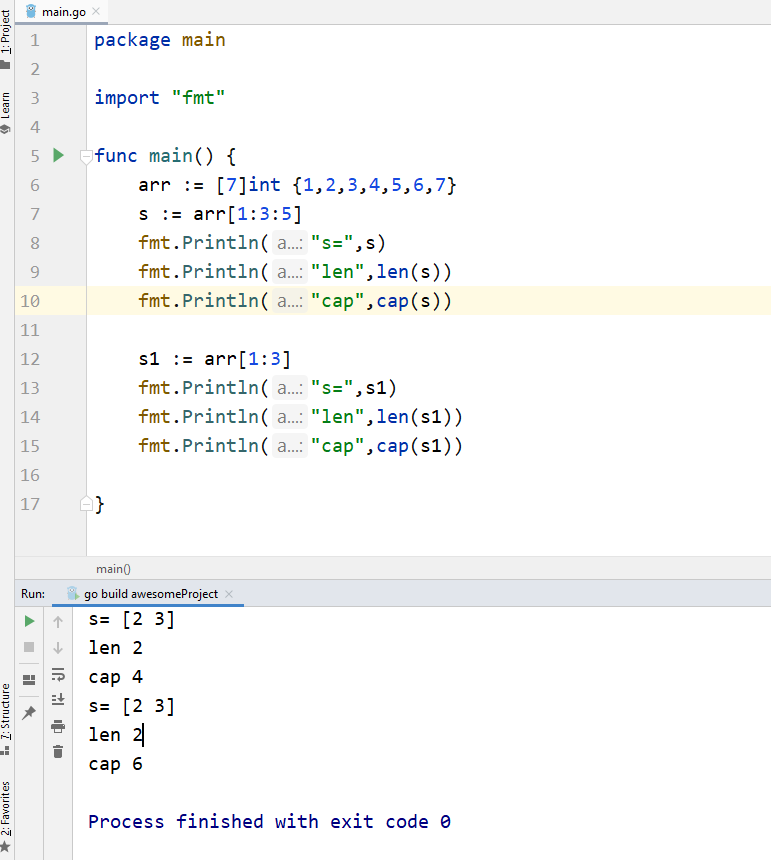 main.go
1: Project
Learn
1 package main
2
3 import "fmt"
4
5 func main() {
6 arr := [7]int {1,2,3,4,5,6,7}
7 s := arr[1:3:5]
8 fmt.Println( a...: "s=",s)
9 fmt.Println( a...: "len",len(s))
10 fmt.Println( a...: "cap",cap(s))
11
12 s1 := arr[1:3]
13 fmt.Println( a...: "s=",s1)
14 fmt.Println( a...: "len",len(s1))
15 fmt.Println( a...: "cap",cap(s1))
16
17 }
main()
Run: go build awesomeProject
s= [2 3]
len 2
cap 4
s= [2 3]
len 2
cap 6
Process finished with exit code 0
7: Structure
2: Favorites